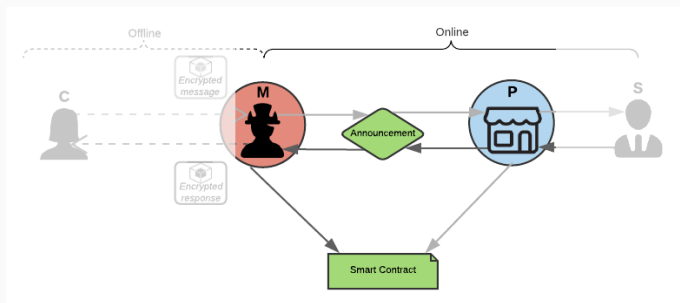 Offline
Online
Encrypted
message
C
M
P
S
Announcement
Encrypted
response
Smart Contract